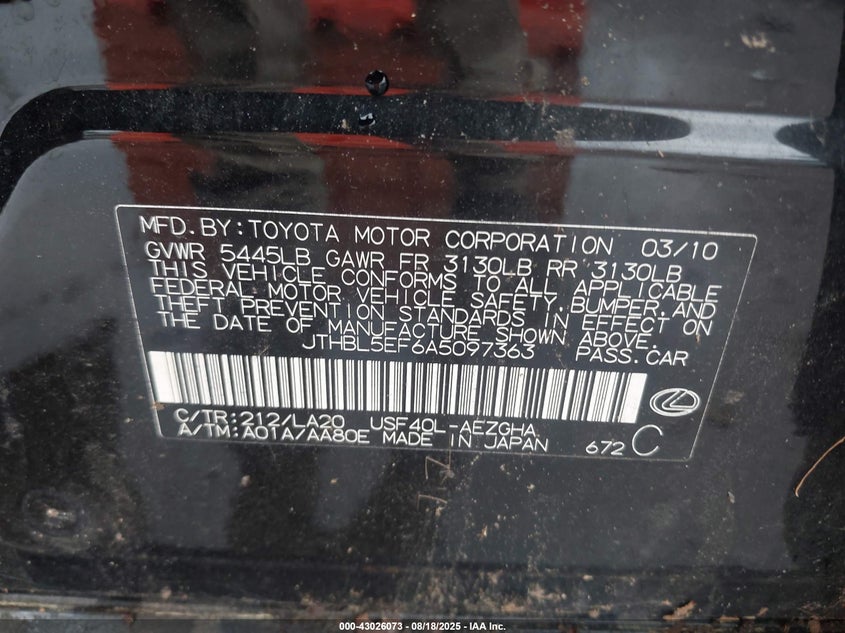 MFD.BY:TOYOTA MOTOR CORPORATION 03/10
GVWR 5445LB GAWR FR 3130LB RR 3130LB
THIS VEHICLE CONFORMS TO ALL APPLICABLE
FEDERAL MOTOR VEHICLE SAFETY,BUMPER,AND
THEFT PREVENTION STANDARDS IN EFFECT ON
THE DATE OF MANUFACTURE SHOWN ABOVE.
JTHBL5EF6A5097363 PASS.CAR
C/TR:212/LA20 USF40L-AEZGHA
A/TM:A01A/AA80E MADE IN JAPAN 672 C
000-43026073 - 08/18/2025 - IAA Inc.